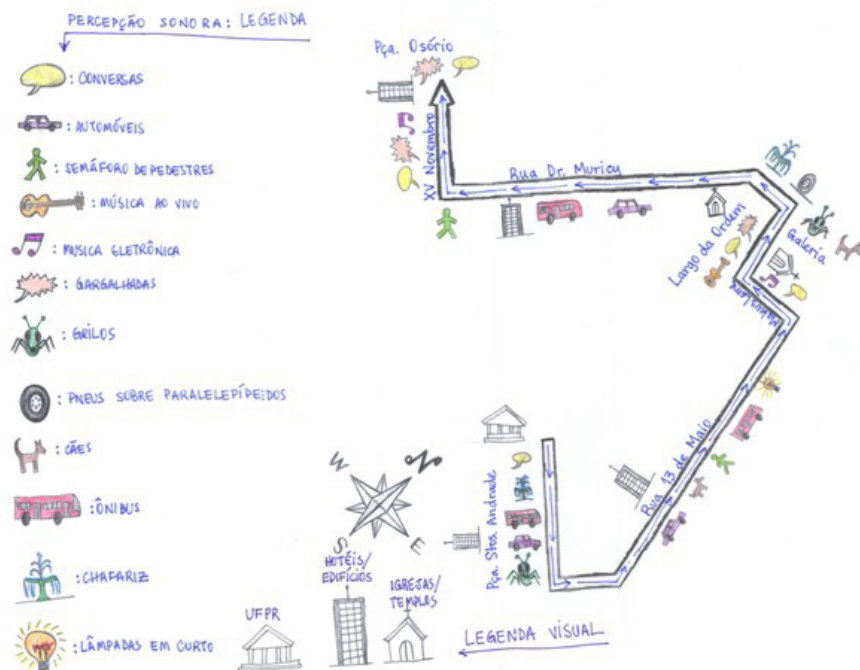 PERCEPÇÃO SONORA: LEGENDA
: CONVERSAS
: AUTOMÓVEIS
: SEMÁFORO DE PEDESTRES
: MÚSICA AO VIVO
: MUSICA ELETRÔNICA
: GARGALHADAS
: GRILOS
: PNEUS SOBRE PARALELEPÍPEDOS
: CÃES
: ÔNIBUS
: CHAFARIZ
: LÂMPADAS EM CURTO
Pça. Osório
XV Novembro
Rua Dr. Muricy
Largo da Ordem
Galeria
Rua 13 de Maio
Pça. Stos. Andrade
W
N
S
E
UFPR
HOTÉIS/
EDIFÍCIOS
IGREJAS/
TEMPLOS
LEGENDA VISUAL